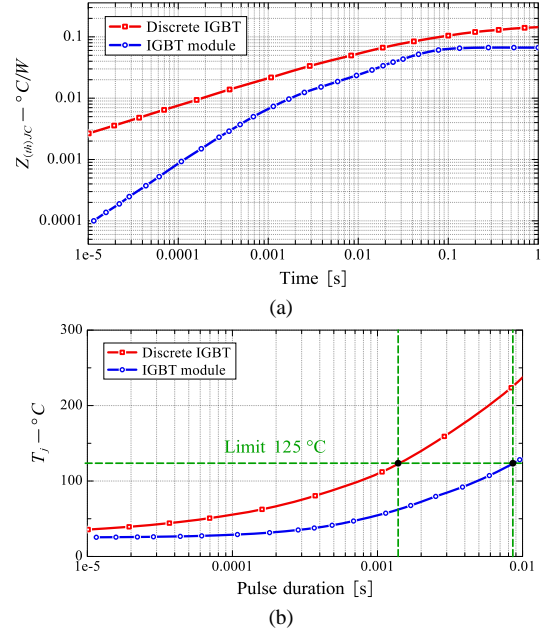 Discrete IGBT
IGBT module
0.1
0.01
0.001
0.0001
Z(th)JC – °C/W
1e-5 0.0001 0.001 0.01 0.1 1
Time [s]
(a)
300
Discrete IGBT
IGBT module
200
Limit 125 °C
100
0
Tj – °C
1e-5 0.0001 0.001 0.01
Pulse duration [s]
(b)